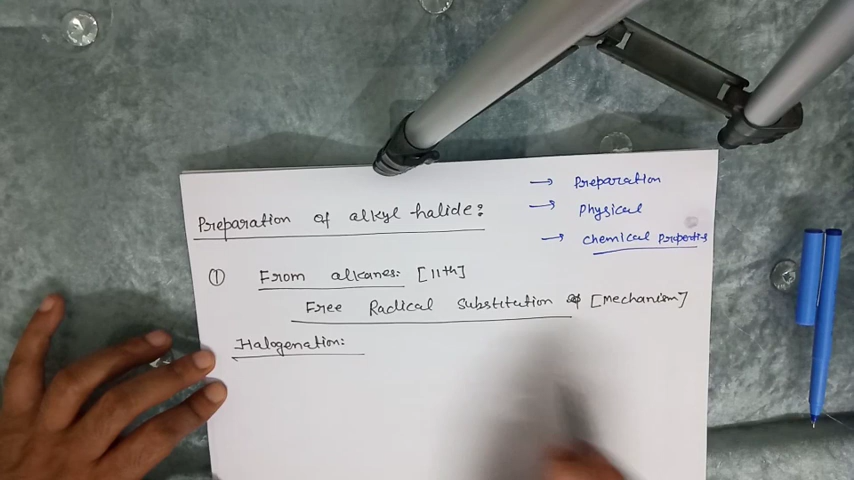 → Preparation
Preparation of alkyl halide:
→ Physical
→ chemical Properties
① From alkanes: [11th]
Free Radical Substitution [Mechanism]
Halogenation: